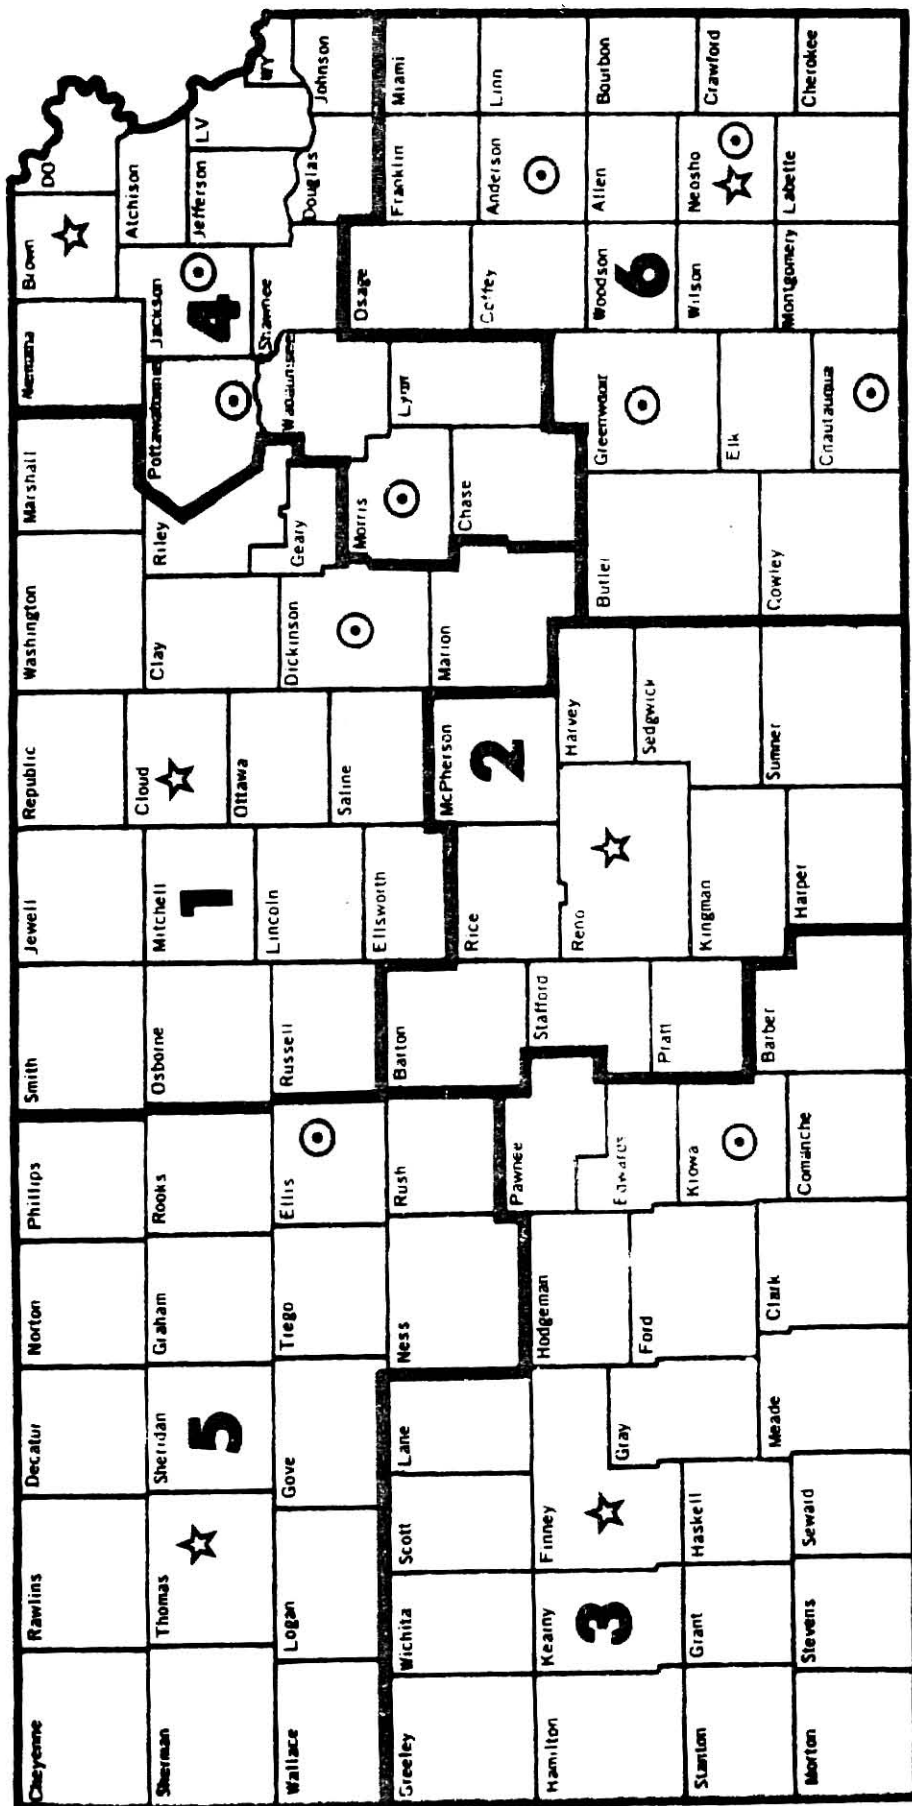 Cheyenne
Rawlins
Decatur
Norton
Phillips
Smith
Jewell
Republic
Washington
Marshall
Nemaha
Brown
DO
Sherman
Thomas
Sheridan
5
Graham
Rooks
Osborne
Mitchell
1
Cloud
Ottawa
Clay
Riley
Pottawatomie
Jackson
4
Atchison
Jefferson
LV
WY
Wallace
Logan
Gove
Trego
Ellis
Russell
Lincoln
Ellsworth
Saline
Dickinson
Geary
Wabaunsee
Shawnee
Douglas
Johnson
Greeley
Wichita
Scott
Lane
Ness
Rush
Barton
Rice
McPherson
2
Marion
Morris
Chase
Lyon
Osage
Coffey
Franklin
Miami
Anderson
Linn
Hamilton
Kearny
3
Finney
Gray
Hodgeman
Ford
Pawnee
Edwards
Stafford
Reno
Harvey
Sedgwick
Butler
Greenwood
Woodson
6
Allen
Bourbon
Stanton
Grant
Haskell
Kiowa
Pratt
Kingman
Elk
Wilson
Neosho
Crawford
Morton
Stevens
Seward
Meade
Clark
Comanche
Barber
Harper
Sumner
Cowley
Chautauqua
Montgomery
Labette
Cherokee